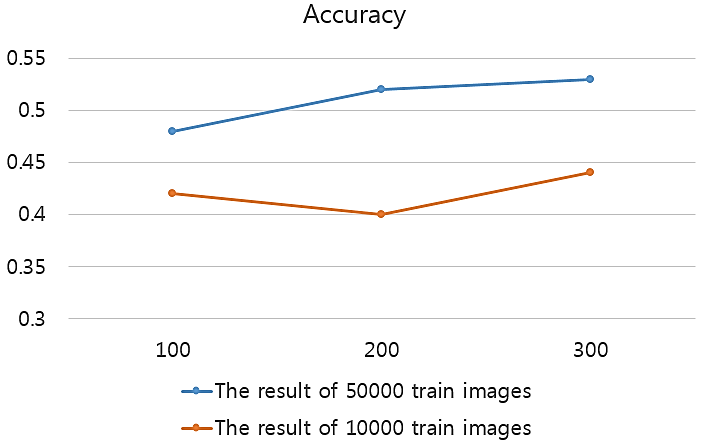 Accuracy
0.55
0.5
0.45
0.4
0.35
0.3
100 200 300
The result of 50000 train images
The result of 10000 train images